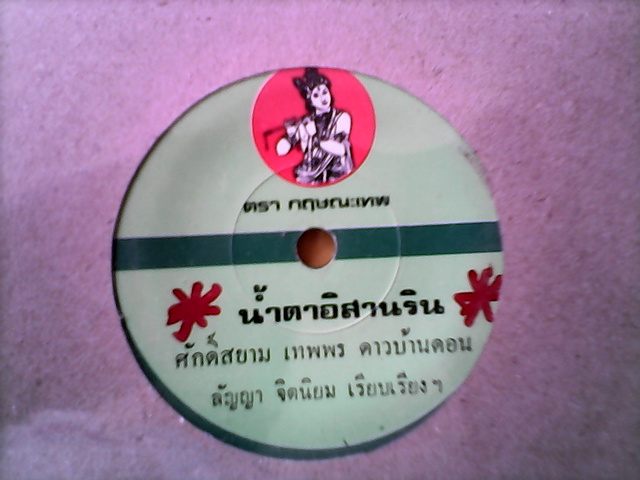 ตรา กฤษณะเทพ
น้ำตาอีสานริน
ศักดิ์สยาม เทพพร ดาวบ้านดอน
ลัญญา จิตนิยม เรียบเรียงฯ